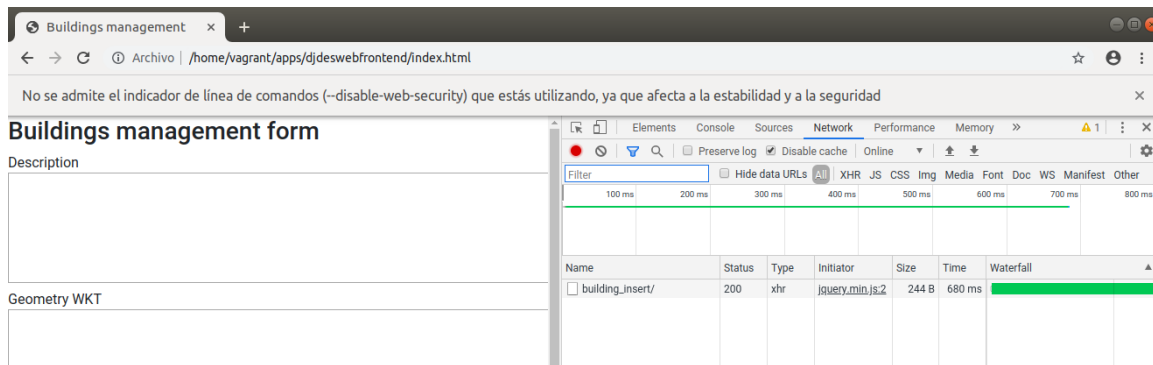 Buildings management
Archivo /home/vagrant/apps/djdeswebfrontend/index.html
No se admite el indicador de línea de comandos (--disable-web-security) que estás utilizando, ya que afecta a la estabilidad y a la seguridad
Buildings management form
Description
Geometry WKT
Elements Console Sources Network Performance Memory » 1
Preserve log Disable cache Online
Filter Hide data URLs All XHR JS CSS Img Media Font Doc WS Manifest Other
100 ms 200 ms 300 ms 400 ms 500 ms 600 ms 700 ms 800 ms
Name Status Type Initiator Size Time Waterfall
building_insert/ 200 xhr jquery.min.js:2 244 B 680 ms